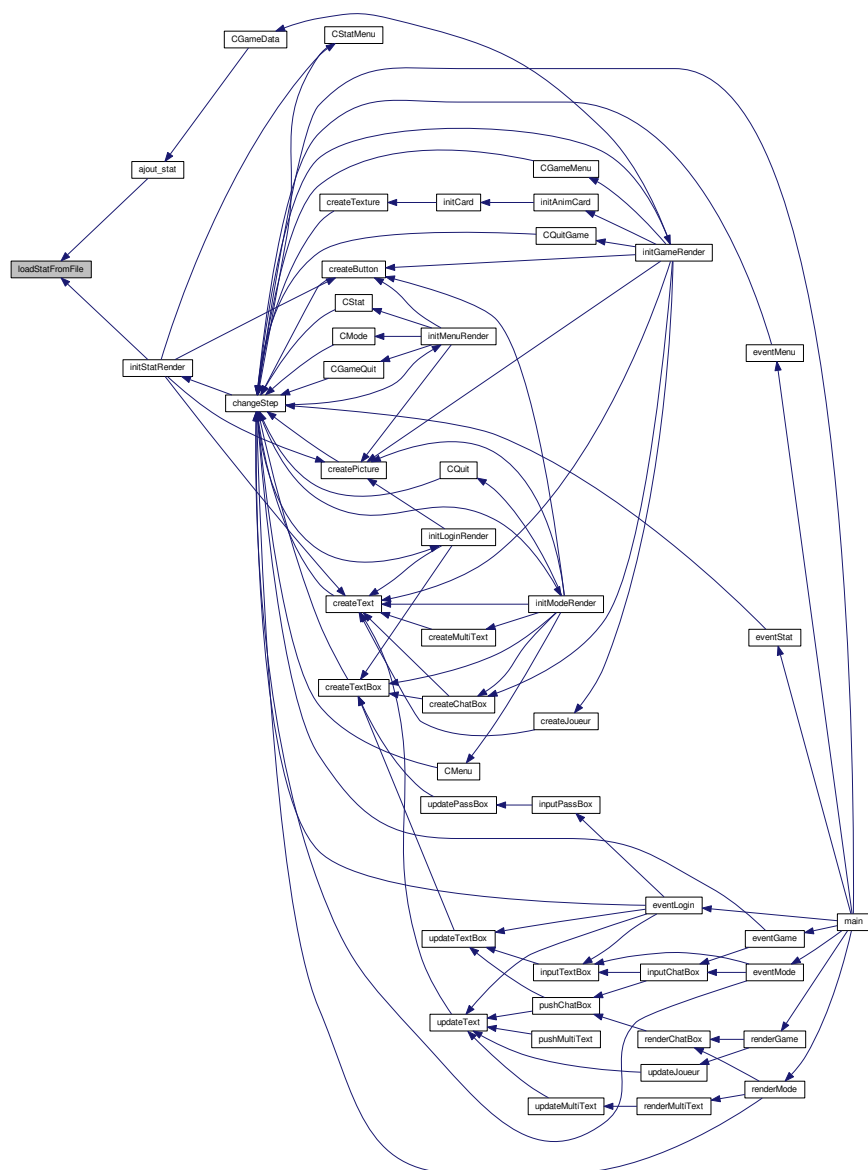 CStatMenu
CGameData
ajout_stat
CGameMenu
createTexture
initCard
initAnimCard
CQuitGame
initGameRender
loadStatFromFile
createButton
CStat
CMode
initMenuRender
eventMenu
initStatRender
CGameQuit
changeStep
createPicture
CQuit
initLoginRender
createText
initModeRender
createMultiText
eventStat
createTextBox
createChatBox
createJoueur
CMenu
updatePassBox
inputPassBox
eventLogin
main
updateTextBox
eventGame
inputTextBox
inputChatBox
eventMode
pushChatBox
updateText
pushMultiText
renderChatBox
renderGame
updateJoueur
renderMode
updateMultiText
renderMultiText